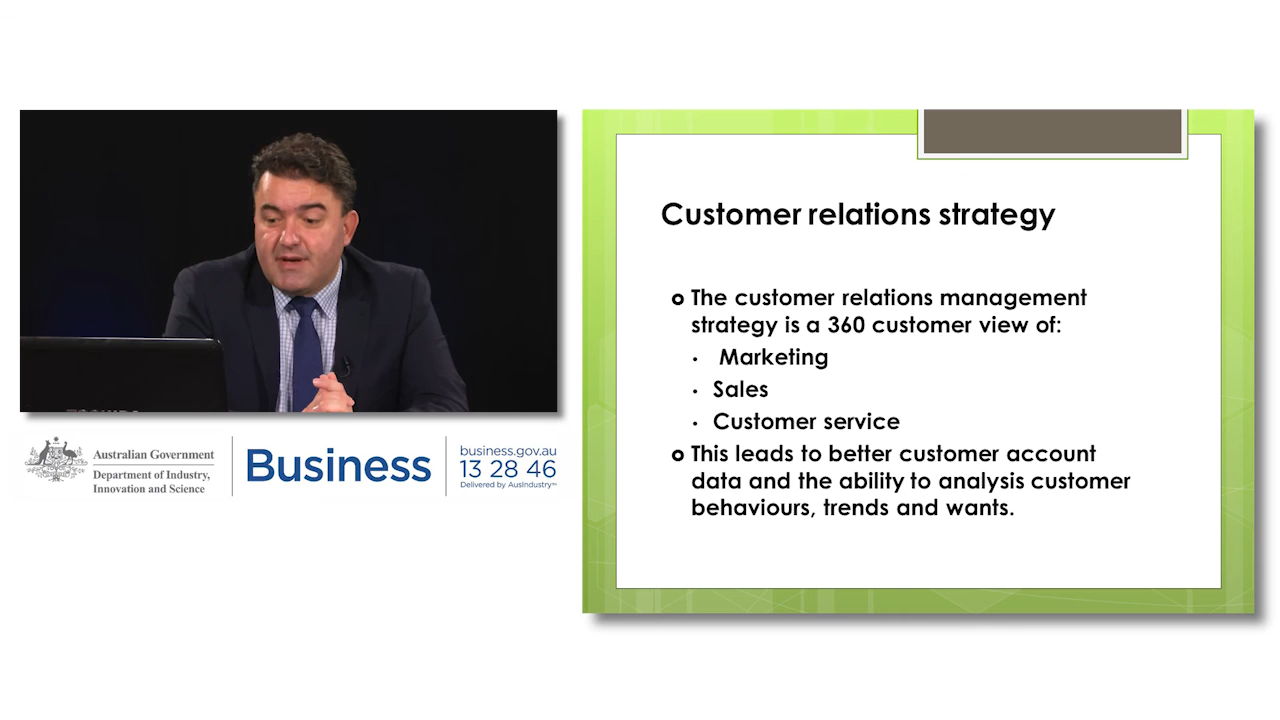 Customer relations strategy
o The customer relations management
strategy is a 360 customer view of:
• Marketing
• Sales
• Customer service
o This leads to better customer account
data and the ability to analysis customer
behaviours, trends and wants.
Australian Government
Department of Industry,
Innovation and Science
Business
business.gov.au
13 28 46
Delivered by AusIndustry™